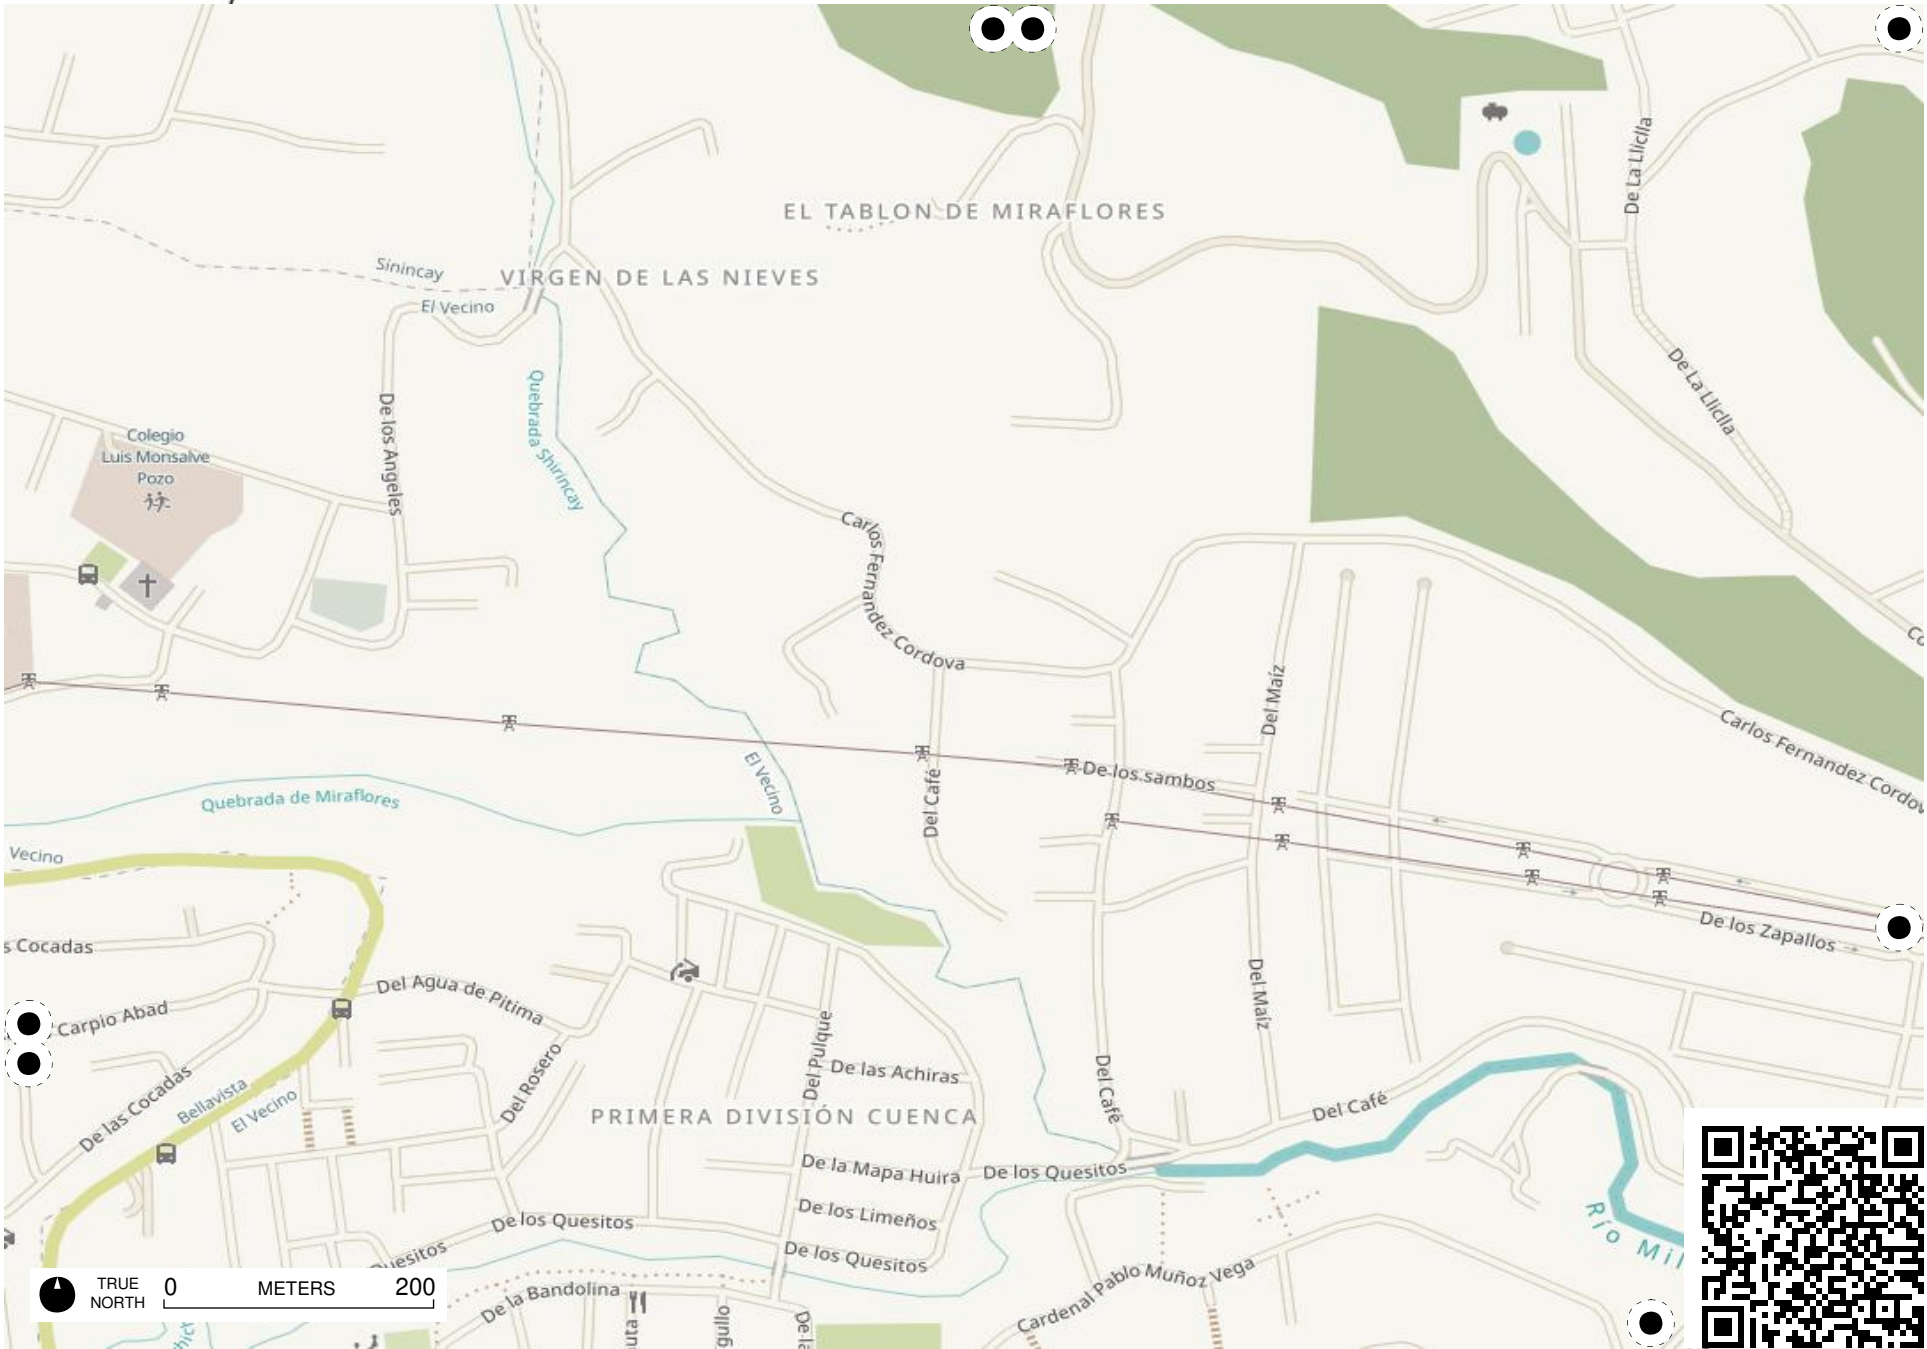 De La Lliclla
EL TABLON DE MIRAFLORES
Sinincay
VIRGEN DE LAS NIEVES
El Vecino
De La Lliclla
Quebrada Shirincay
De los Angeles
Colegio
Luis Monsalve
Pozo
Carlos Fernandez Cordova
Del Maíz
Carlos Fernandez Cordov
De los sambos
El Vecino
Del Café
Quebrada de Miraflores
Vecino
De los Zapallos
s Cocadas
Del Agua de Pitima
Carpio Abad
Del Maíz
Del Pulque
De las Achiras
Del Rosero
Del Café
De las Cocadas
Bellavista
El Vecino
PRIMERA DIVISIÓN CUENCA
Del Café
De la Mapa Huira
De los Quesitos
De los Limeños
De los Quesitos
Río Mil
De los Quesitos
Quesitos
Cardenal Pablo Muñoz Vega
De la Bandolina
TRUE
NORTH
0 METERS 200
De la